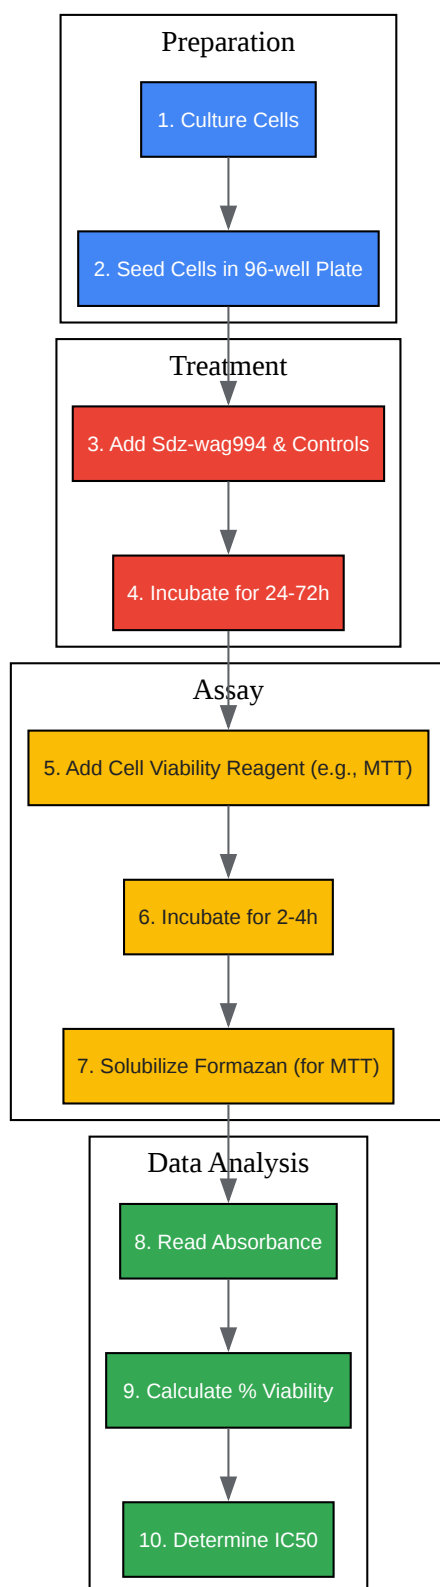 Preparation
1. Culture Cells
2. Seed Cells in 96-well Plate
Treatment
3. Add Sdz-wag994 & Controls
4. Incubate for 24-72h
Assay
5. Add Cell Viability Reagent (e.g., MTT)
6. Incubate for 2-4h
7. Solubilize Formazan (for MTT)
Data Analysis
8. Read Absorbance
9. Calculate % Viability
10. Determine IC50